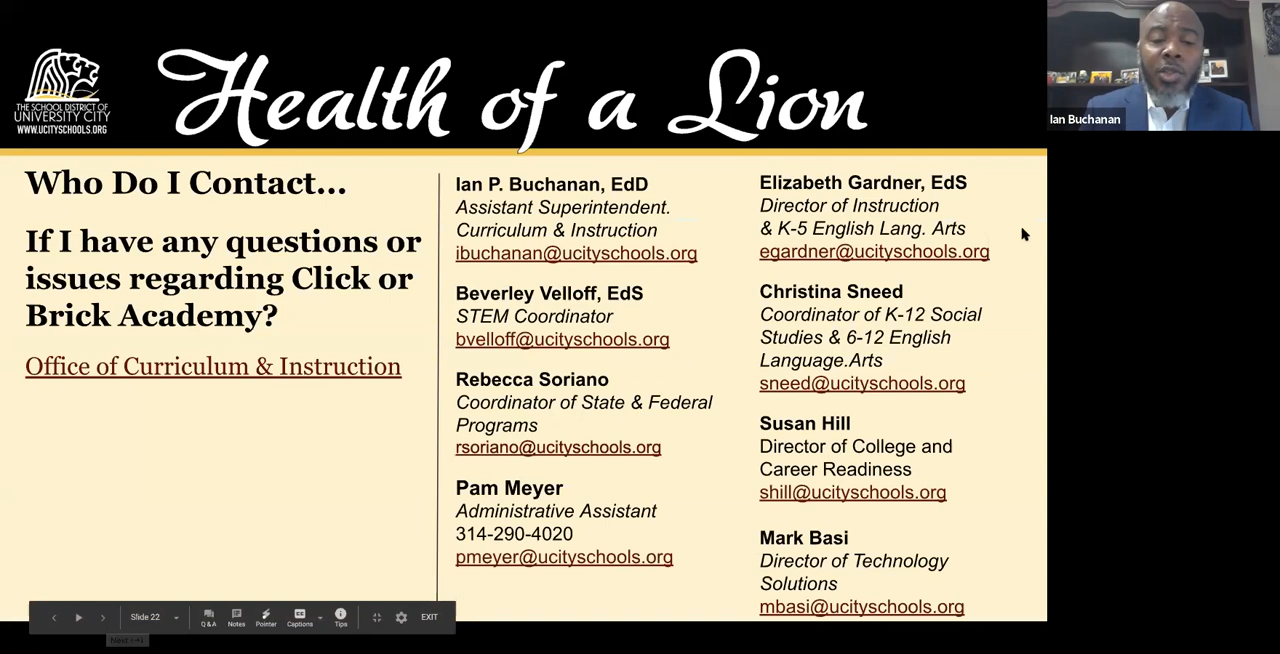 THE SCHOOL DISTRICT OF
UNIVERSITY CITY
WWW.UCITYSCHOOLS.ORG
Health of a Lion
Ian Buchanan
Who Do I Contact...
If I have any questions or
issues regarding Click or
Brick Academy?
Office of Curriculum & Instruction
Ian P. Buchanan, EdD
Assistant Superintendent.
Curriculum & Instruction
ibuchanan@ucityschools.org
Beverley Velloff, EdS
STEM Coordinator
bvelloff@ucityschools.org
Rebecca Soriano
Coordinator of State & Federal
Programs
rsoriano@ucityschools.org
Pam Meyer
Administrative Assistant
314-290-4020
pmeyer@ucityschools.org
Elizabeth Gardner, EdS
Director of Instruction
& K-5 English Lang. Arts
egardner@ucityschools.org
Christina Sneed
Coordinator of K-12 Social
Studies & 6-12 English
Language.Arts
sneed@ucityschools.org
Susan Hill
Director of College and
Career Readiness
shill@ucityschools.org
Mark Basi
Director of Technology
Solutions
mbasi@ucityschools.org
Slide 22
Q & A
Notes
Pointer
Captions
Tips
EXIT
Next (→)